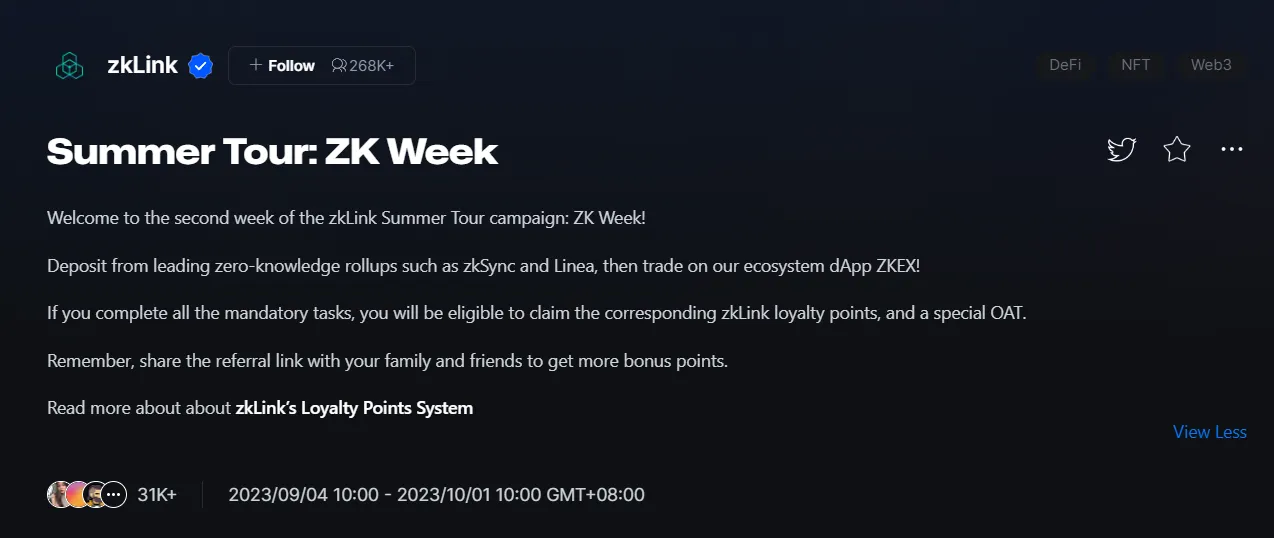 zkLink
+ Follow 268K+
DeFi NFT Web3
Summer Tour: ZK Week
Welcome to the second week of the zkLink Summer Tour campaign: ZK Week!
Deposit from leading zero-knowledge rollups such as zkSync and Linea, then trade on our ecosystem dApp ZKEX!
If you complete all the mandatory tasks, you will be eligible to claim the corresponding zkLink loyalty points, and a special OAT.
Remember, share the referral link with your family and friends to get more bonus points.
Read more about about zkLink's Loyalty Points System
View Less
31K+ 2023/09/04 10:00 - 2023/10/01 10:00 GMT+08:00